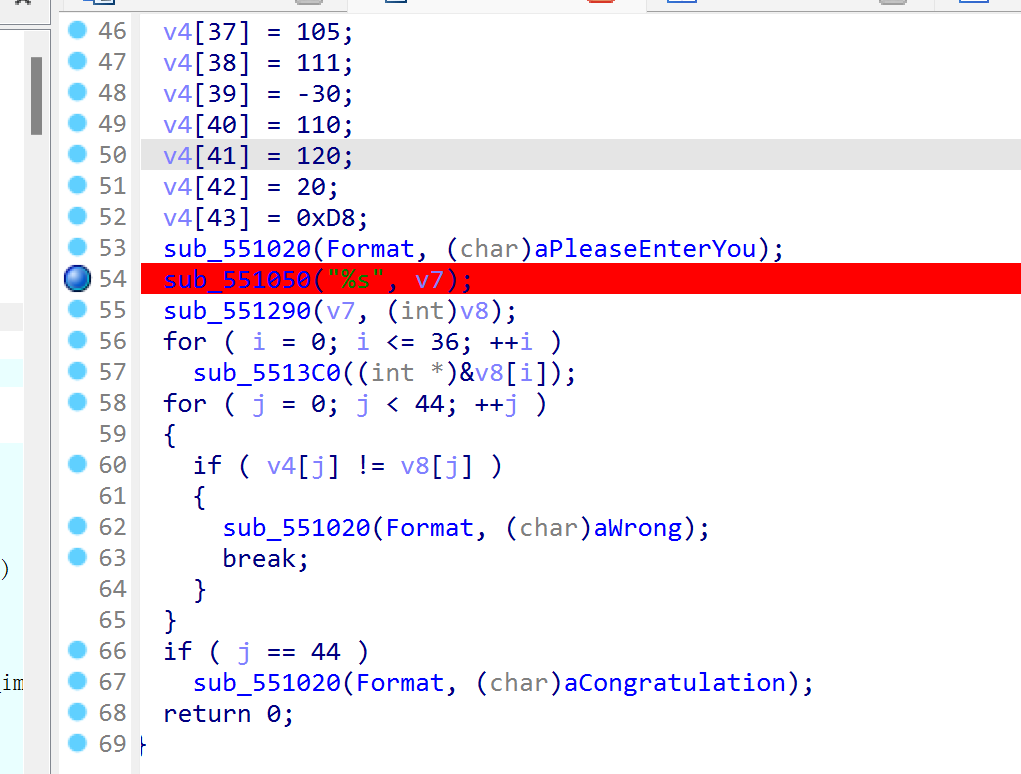 46 v4[37] = 105;
47 v4[38] = 111;
48 v4[39] = -30;
49 v4[40] = 110;
50 v4[41] = 120;
51 v4[42] = 20;
52 v4[43] = 0xD8;
53 sub_551020(Format, (char)aPleaseEnterYou);
54 sub_551050("%s", v7);
55 sub_551290(v7, (int)v8);
56 for ( i = 0; i <= 36; ++i )
57 sub_5513C0((int *)&v8[i]);
58 for ( j = 0; j < 44; ++j )
59 {
60 if ( v4[j] != v8[j] )
61 {
62 sub_551020(Format, (char)aWrong);
63 break;
) 
64 }
65 }
66 if ( j == 44 )
_im 67 sub_551020(Format, (char)aCongratulation);
68 return 0;
69 }